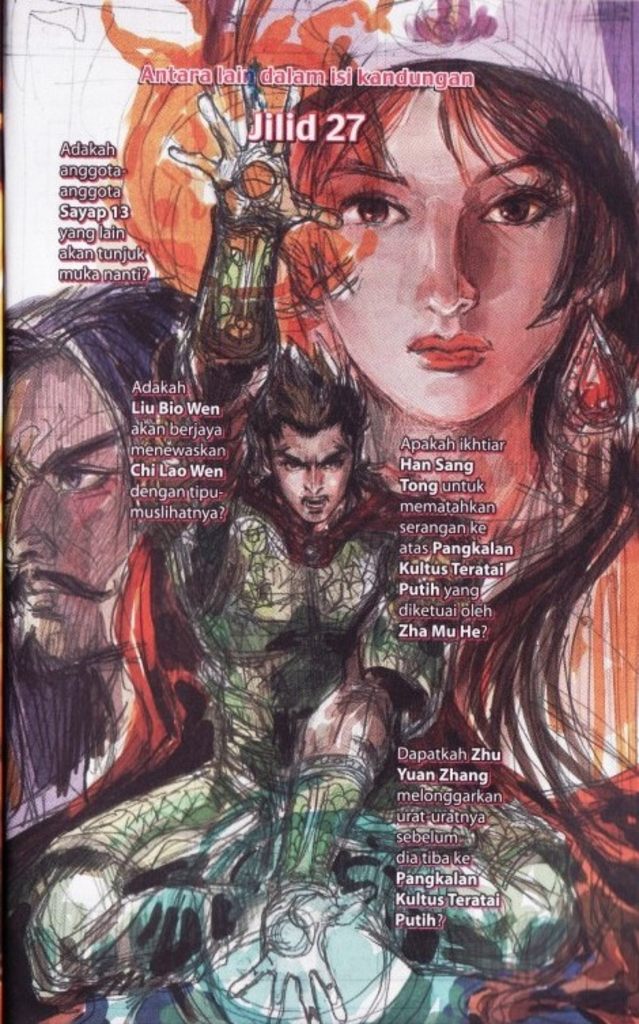 Antara lain dalam isi kandungan
Jilid 27
Adakah
anggota-
anggota
Sayap 13
yang lain
akan tunjuk
muka nanti?
Adakah
Liu Bio Wen
akan berjaya
menewaskan
Chi Lao Wen
dengan tipu-
muslihatnya?
Apakah ikhtiar
Han Sang
Tong untuk
mematahkan
serangan ke
atas Pangkalan
Kultus Teratai
Putih yang
diketuai oleh
Zha Mu He?
Dapatkah Zhu
Yuan Zhang
melonggarkan
urat-uratnya
sebelum
dia tiba ke
Pangkalan
Kultus Teratai
Putih?